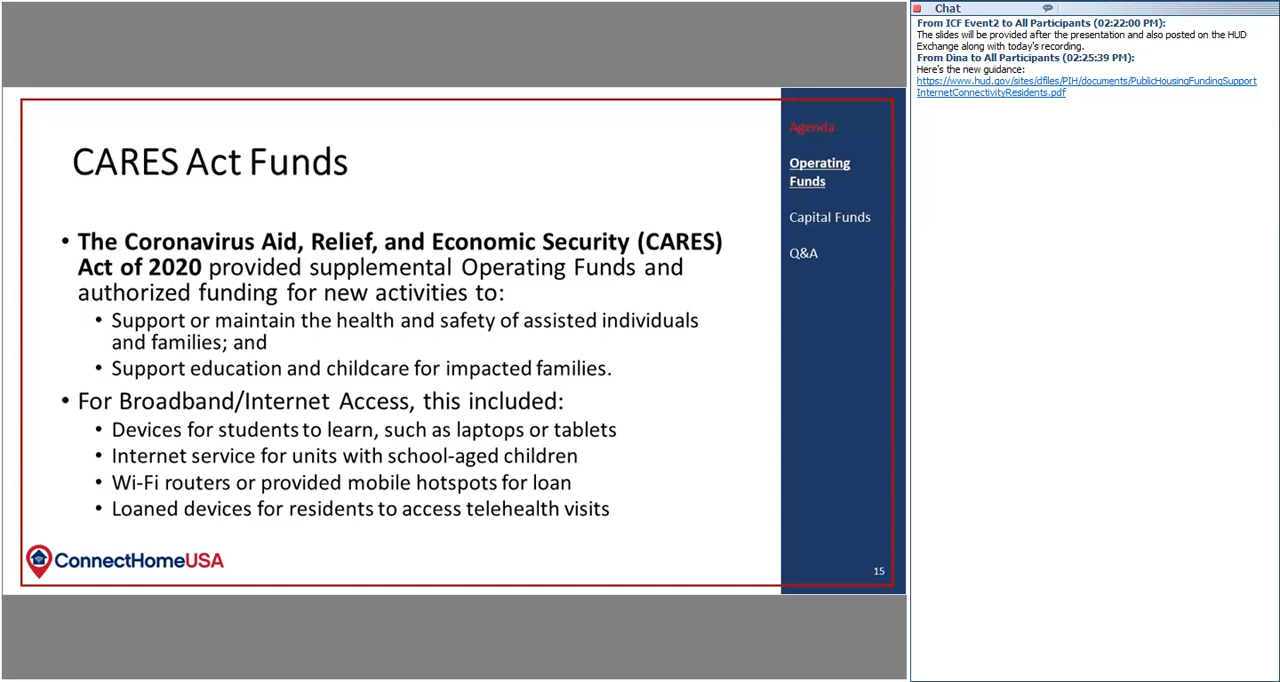 CARES Act Funds
• The Coronavirus Aid, Relief, and Economic Security (CARES)
Act of 2020 provided supplemental Operating Funds and
authorized funding for new activities to:
• Support or maintain the health and safety of assisted individuals
and families; and
• Support education and childcare for impacted families.
• For Broadband/Internet Access, this included:
• Devices for students to learn, such as laptops or tablets
• Internet service for units with school-aged children
• Wi-Fi routers or provided mobile hotspots for loan
• Loaned devices for residents to access telehealth visits
ConnectHomeUSA
Agenda
Operating
Funds
Capital Funds
Q&A
15
Chat
From ICF Event2 to All Participants (02:22:00 PM):
The slides will be provided after the presentation and also posted on the HUD
Exchange along with today's recording.
From Dina to All Participants (02:25:39 PM):
Here's the new guidance:
https://www.hud.gov/sites/dfiles/PIH/documents/PublicHousingFundingSupport
InternetConnectivityResidents.pdf